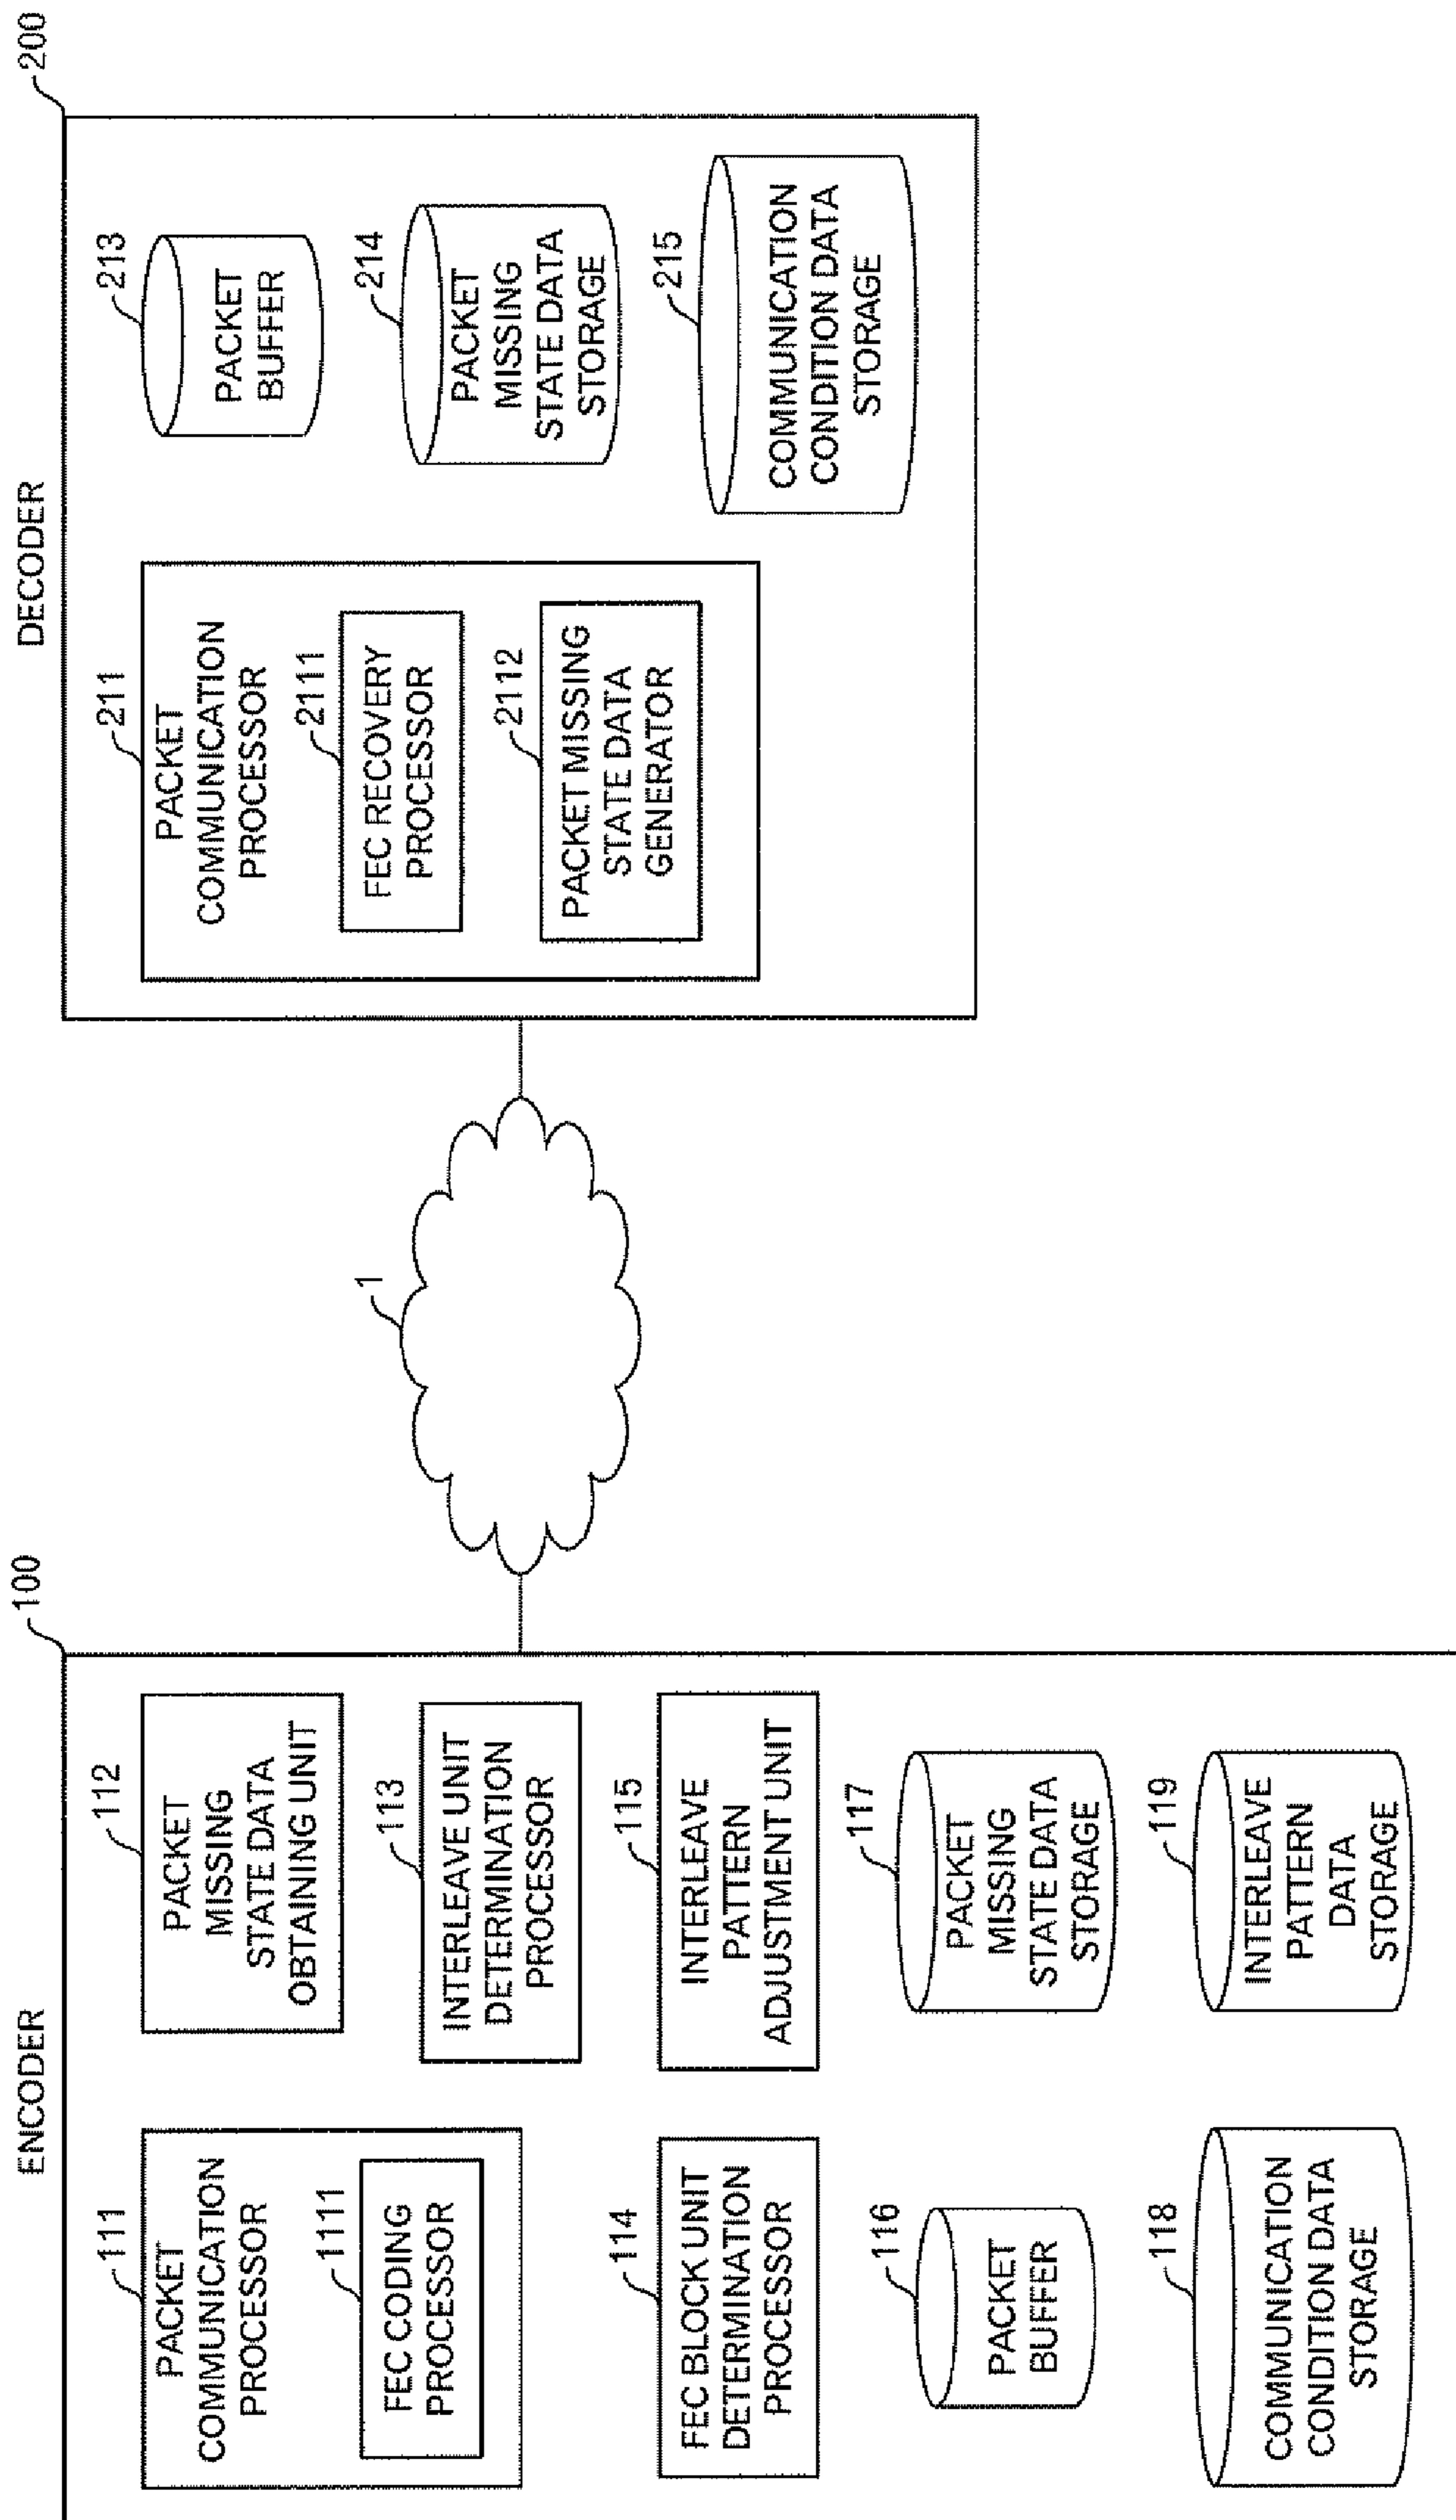 ENCODER
100
111
PACKET
COMMUNICATION
PROCESSOR
1111
FEC CODING
PROCESSOR
112
PACKET
MISSING
STATE DATA
OBTAINING UNIT
113
INTERLEAVE UNIT
DETERMINATION
PROCESSOR
114
FEC BLOCK UNIT
DETERMINATION
PROCESSOR
115
INTERLEAVE
PATTERN
ADJUSTMENT UNIT
116
PACKET
BUFFER
117
PACKET
MISSING
STATE DATA
STORAGE
118
COMMUNICATION
CONDITION DATA
STORAGE
119
INTERLEAVE
PATTERN
DATA
STORAGE
1
DECODER
200
211
PACKET
COMMUNICATION
PROCESSOR
2111
FEC RECOVERY
PROCESSOR
2112
PACKET MISSING
STATE DATA
GENERATOR
213
PACKET
BUFFER
214
PACKET
MISSING
STATE DATA
STORAGE
215
COMMUNICATION
CONDITION DATA
STORAGE